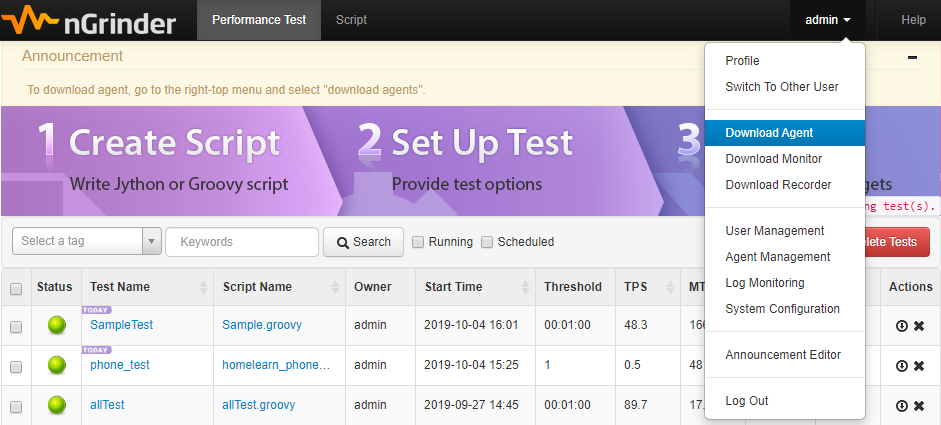 nGrinder Performance Test Script admin Help
Announcement
To download agent, go to the right-top menu and select "download agents".
Profile
Switch To Other User
Download Agent
Download Monitor
Download Recorder
User Management
Agent Management
Log Monitoring
System Configuration
Announcement Editor
Log Out
1 Create Script
Write Jython or Groovy script
2 Set Up Test
Provide test options
3
test(s).
Select a tag Keywords Search Running Scheduled Tests
Status Test Name Script Name Owner Start Time Threshold TPS Actions
TODAY
SampleTest Sample.groovy admin 2019-10-04 16:01 00:01:00 48.3
TODAY
phone_test homelearn_phone… admin 2019-10-04 15:25 1 0.5 48
allTest allTest.groovy admin 2019-09-27 14:45 00:01:00 89.7